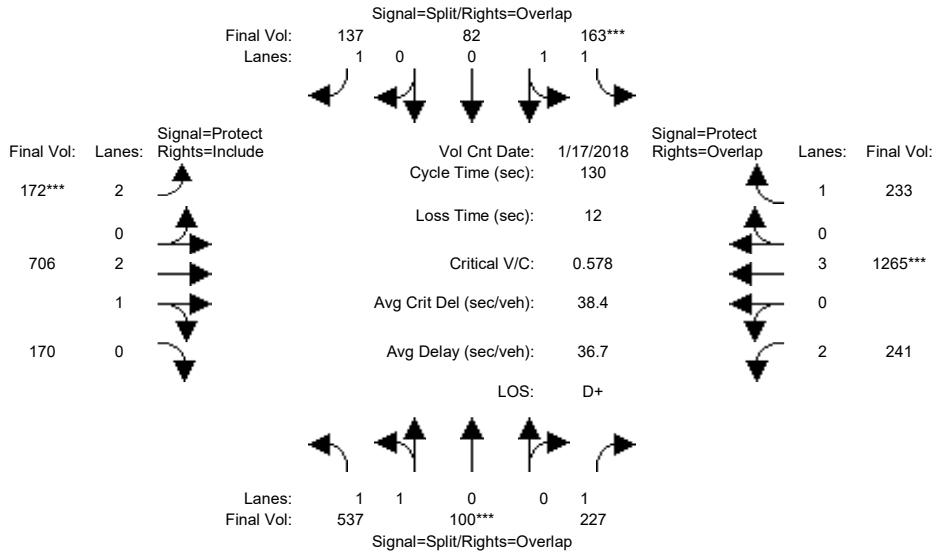 Signal=Split/Rights=Overlap
Final Vol: 137 82 163***
Lanes: 1 0 0 1 1
Signal=Protect
Final Vol: Lanes: Rights=Include
Vol Cnt Date: 1/17/2018
Signal=Protect
Rights=Overlap Lanes: Final Vol:
Cycle Time (sec): 130
172*** 2
1 233
Loss Time (sec): 12
0
0
706 2
Critical V/C: 0.578
3 1265***
1
Avg Crit Del (sec/veh): 38.4
0
170 0
Avg Delay (sec/veh): 36.7
2 241
LOS: D+
Lanes: 1 1 0 0 1
Final Vol: 537 100*** 227
Signal=Split/Rights=Overlap